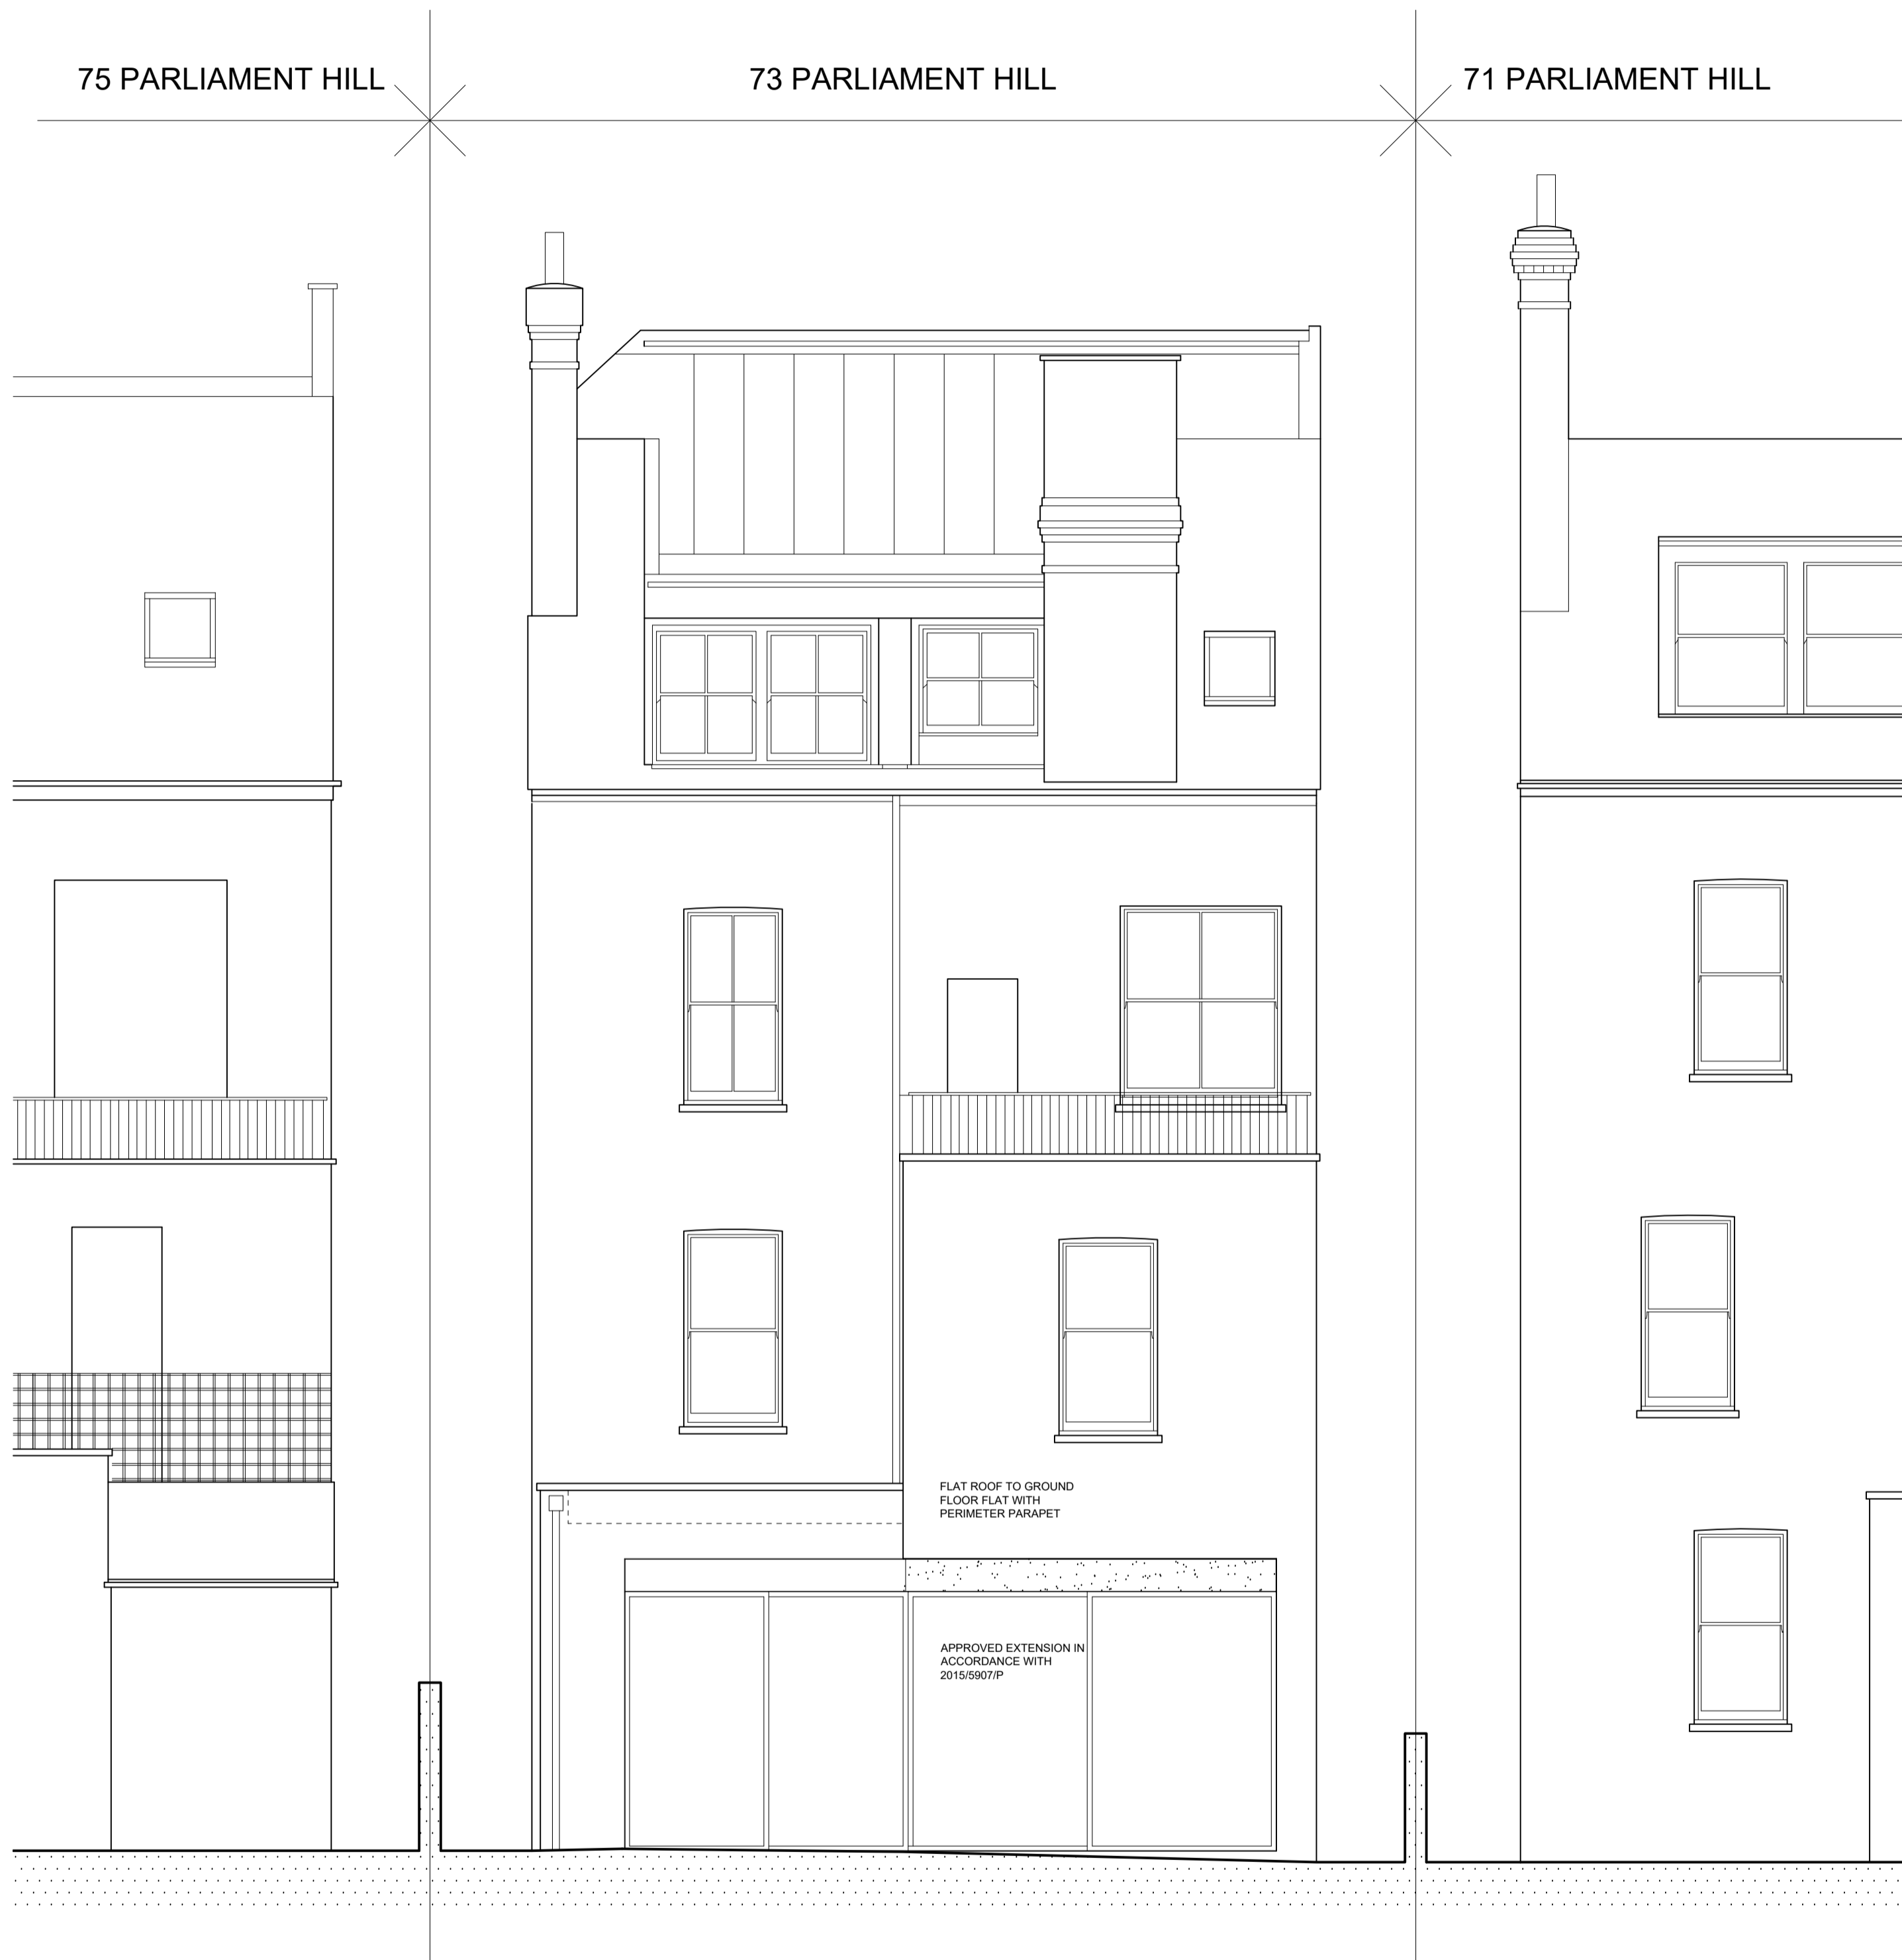 75 PARLIAMENT HILL
73 PARLIAMENT HILL
71 PARLIAMENT HILL
FLAT ROOF TO GROUND
FLOOR FLAT WITH
PERIMETER PARAPET
APPROVED EXTENSION IN
ACCORDANCE WITH
2015/5907/P